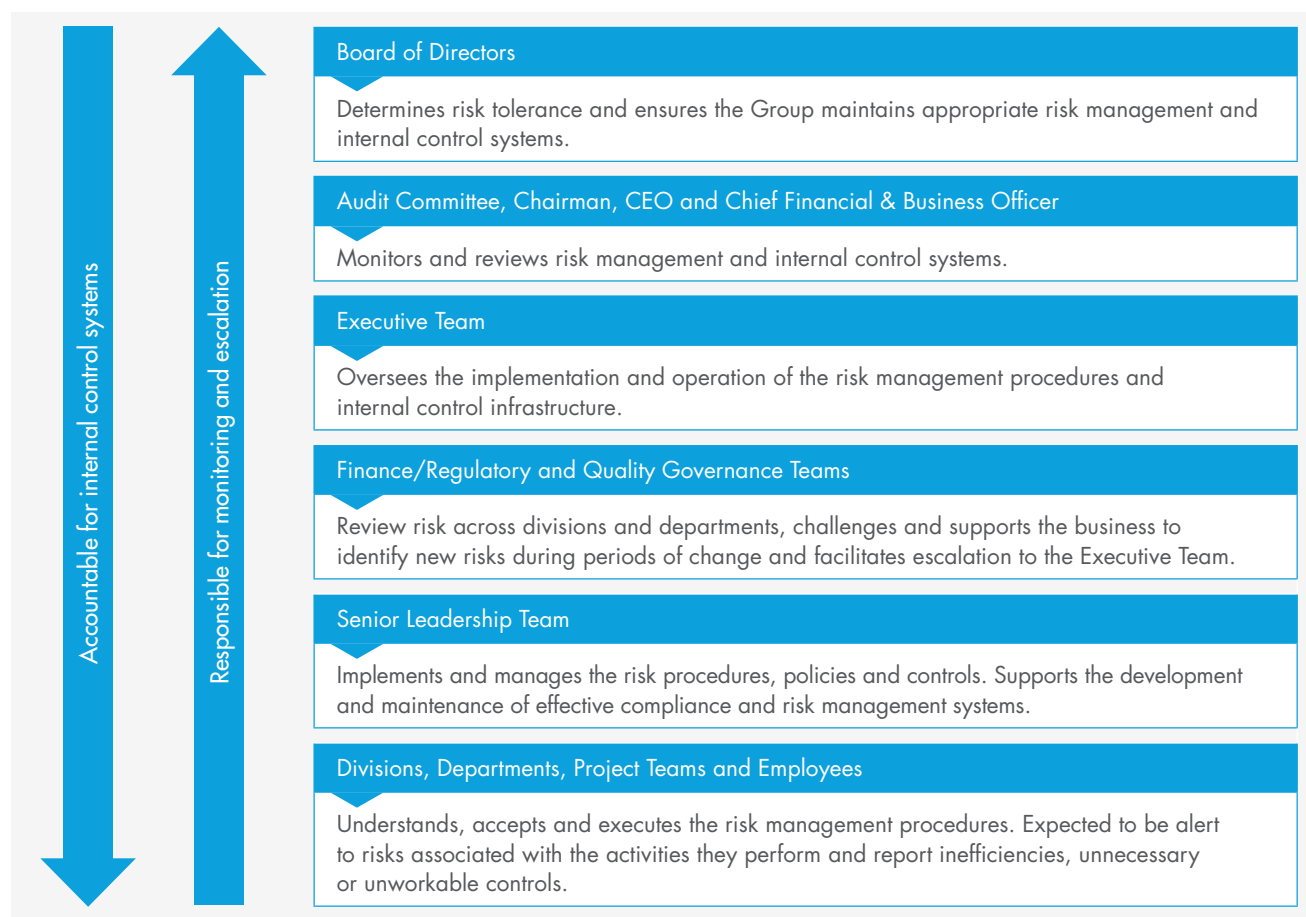 Accountable for internal control systems
Responsible for monitoring and escalation
Board of Directors
Determines risk tolerance and ensures the Group maintains appropriate risk management and
internal control systems.
Audit Committee, Chairman, CEO and Chief Financial & Business Officer
Monitors and reviews risk management and internal control systems.
Executive Team
Oversees the implementation and operation of the risk management procedures and
internal control infrastructure.
Finance/Regulatory and Quality Governance Teams
Review risk across divisions and departments, challenges and supports the business to
identify new risks during periods of change and facilitates escalation to the Executive Team.
Senior Leadership Team
Implements and manages the risk procedures, policies and controls. Supports the development
and maintenance of effective compliance and risk management systems.
Divisions, Departments, Project Teams and Employees
Understands, accepts and executes the risk management procedures. Expected to be alert
to risks associated with the activities they perform and report inefficiencies, unnecessary
or unworkable controls.